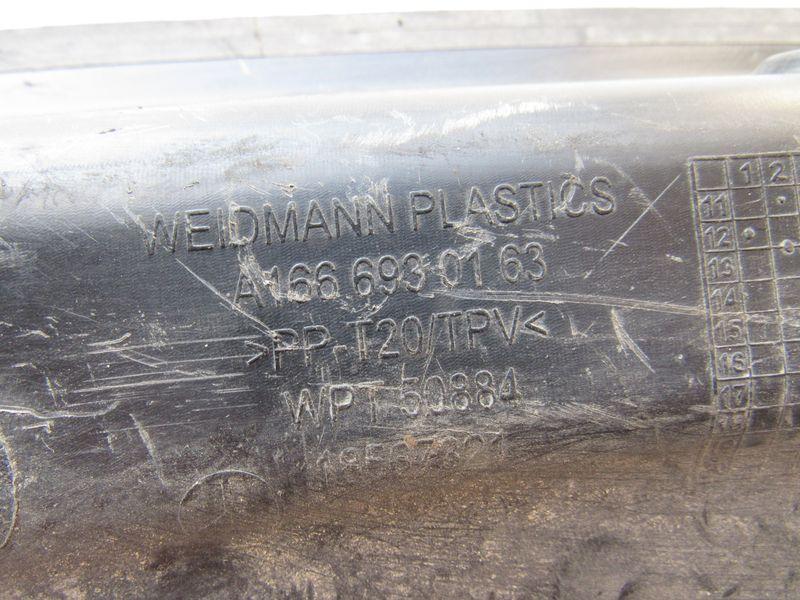 WEIDMANN PLASTICS
A166 693 01 63
>PP-T20/TPV<
WPT 50884
1 2
11
12
13
14
15
16
17